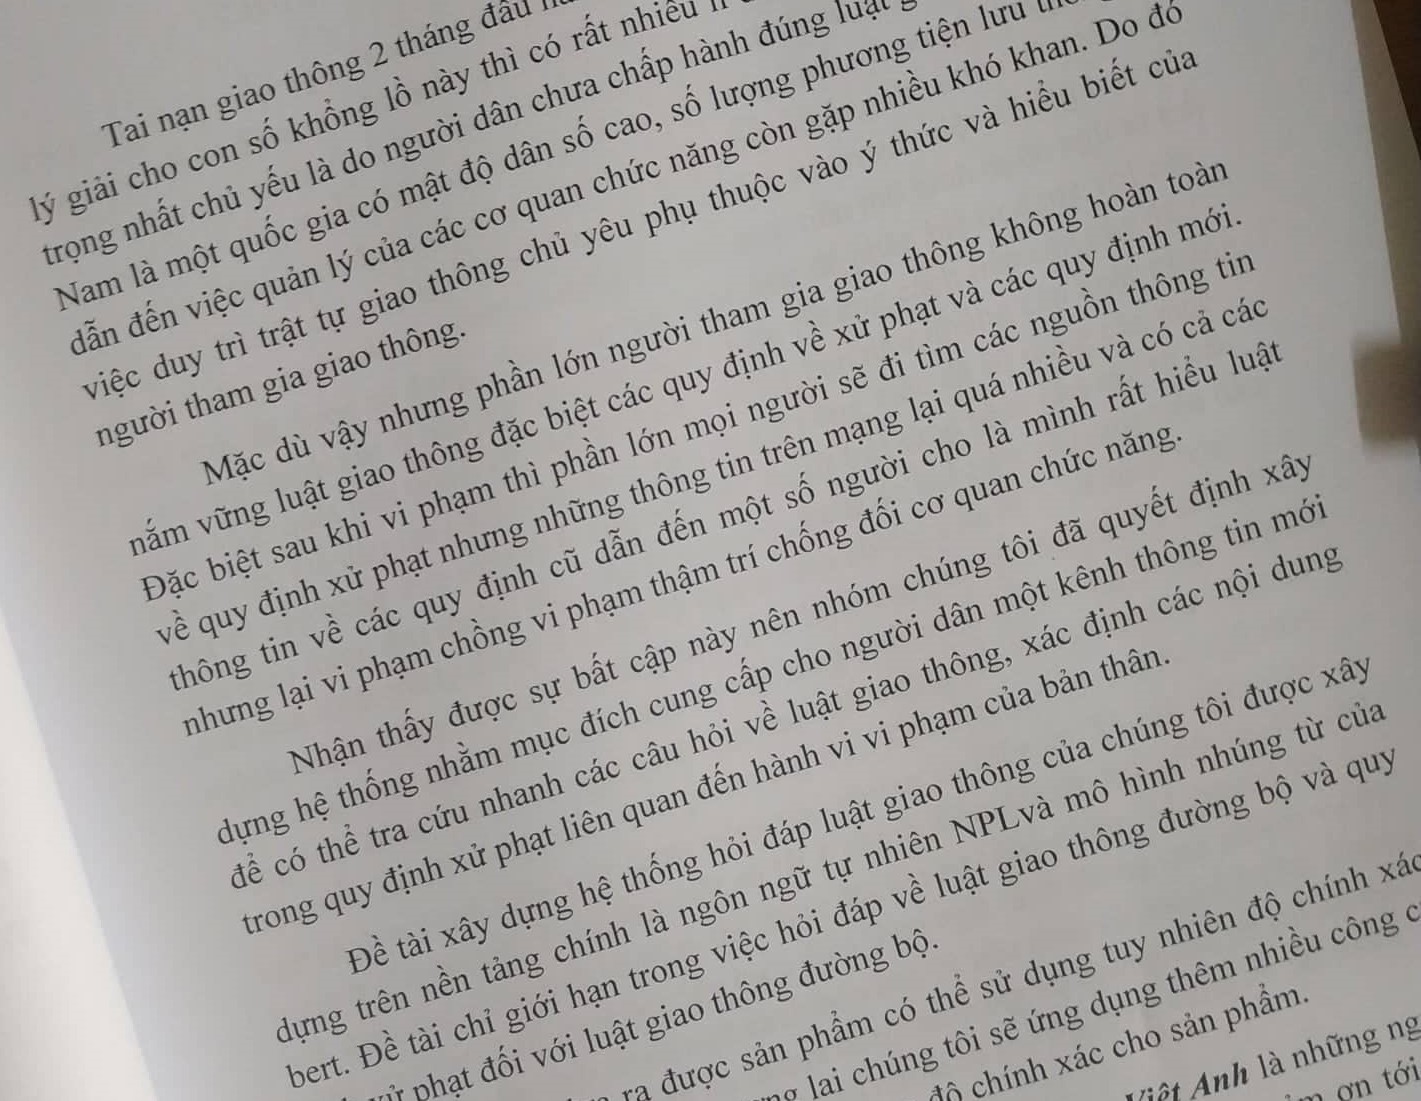 Tai nạn giao thông 2 tháng đầu
lý giải cho con số khổng lồ này thì có rất nhiều
trọng nhất chủ yếu là do người dân chưa chấp hành đúng luật
Nam là một quốc gia có mật độ dân số cao, số lượng phương tiện lưu
dẫn đến việc quản lý của các cơ quan chức năng còn gặp nhiều khó khan. Do đó
việc duy trì trật tự giao thông chủ yêu phụ thuộc vào ý thức và hiểu biết của
người tham gia giao thông.
Mặc dù vậy nhưng phần lớn người tham gia giao thông không hoàn toàn
nắm vững luật giao thông đặc biệt các quy định về xử phạt và các quy định mới.
Đặc biệt sau khi vi phạm thì phần lớn mọi người sẽ đi tìm các nguồn thông tin
về quy định xử phạt nhưng những thông tin trên mạng lại quá nhiều và có cả các
thông tin về các quy định cũ dẫn đến một số người cho là mình rất hiểu luật
nhưng lại vi phạm chồng vi phạm thậm trí chống đối cơ quan chức năng.
Nhận thấy được sự bất cập này nên nhóm chúng tôi đã quyết định xây
dựng hệ thống nhằm mục đích cung cấp cho người dân một kênh thông tin mới
để có thể tra cứu nhanh các câu hỏi về luật giao thông, xác định các nội dung
trong quy định xử phạt liên quan đến hành vi vi phạm của bản thân.
Đề tài xây dựng hệ thống hỏi đáp luật giao thông của chúng tôi được xây
dựng trên nền tảng chính là ngôn ngữ tự nhiên NPLvà mô hình nhúng từ của
bert. Đề tài chỉ giới hạn trong việc hỏi đáp về luật giao thông đường bộ và quy
xử phạt đối với luật giao thông đường bộ.
ra được sản phẩm có thể sử dụng tuy nhiên độ chính xác
lai chúng tôi sẽ ứng dụng thêm nhiều công
độ chính xác cho sản phẩm.
Việt Anh là những
ơn tới